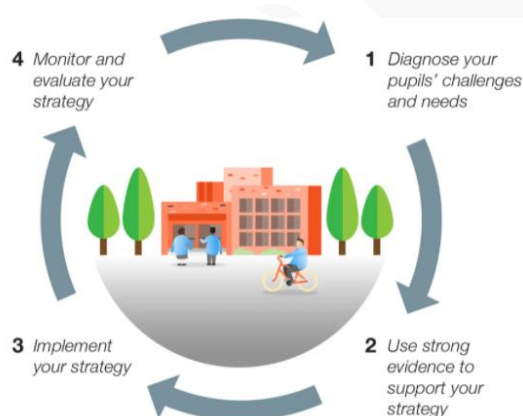 1 Diagnose your
pupils' challenges
and needs
2 Use strong
evidence to
support your
strategy
3 Implement
your strategy
4 Monitor and
evaluate your
strategy